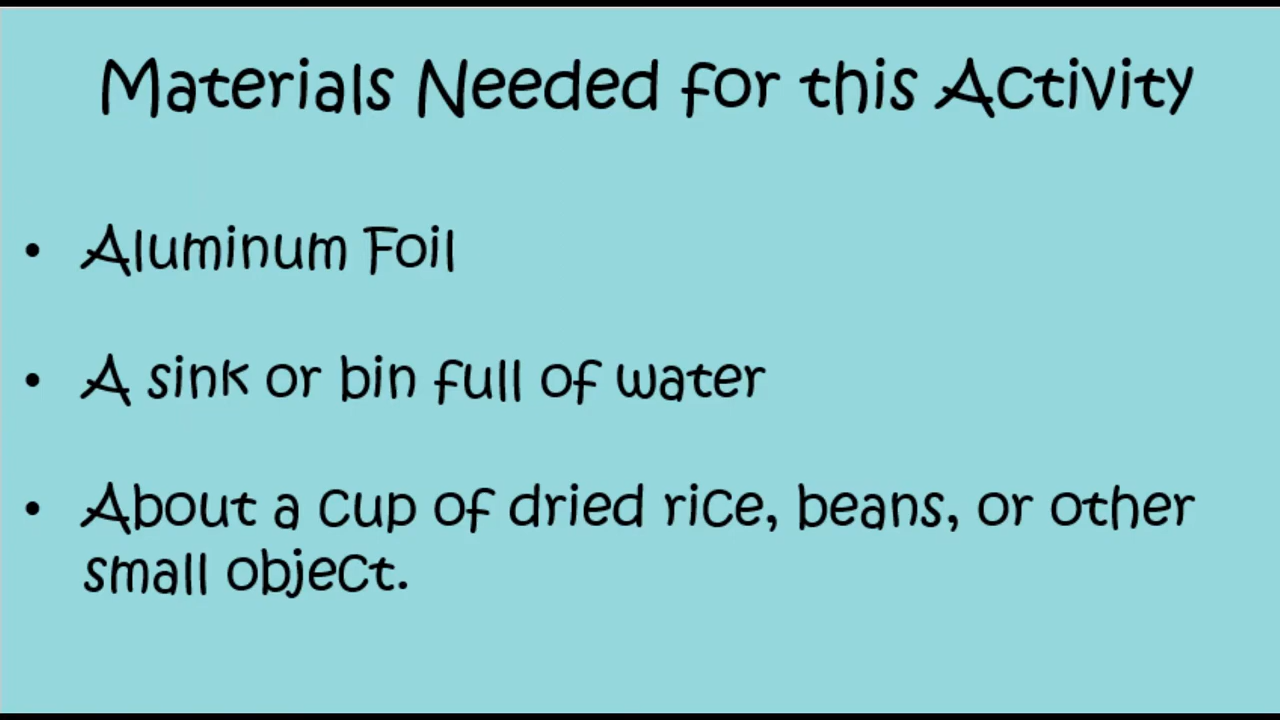 Materials Needed for this Activity
• Aluminum Foil
• A sink or bin full of water
• About a cup of dried rice, beans, or other
small object.